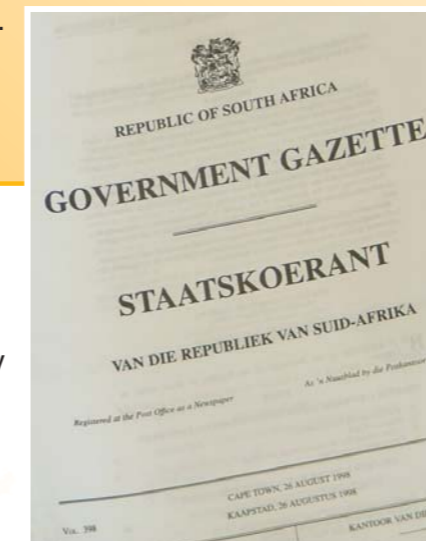 REPUBLIC OF SOUTH AFRICA
GOVERNMENT GAZETTE
STAATSKOERANT
VAN DIE REPUBLIEK VAN SUID-AFRIKA
Registered at the Post Office as a Newspaper
As 'n Nuusblad by die Poskantoor
CAPE TOWN, 26 AUGUST 1998
VOL. 398
KAAPSTAD, 26 AUGUSTUS 1998
KANTOOR VAN DIE